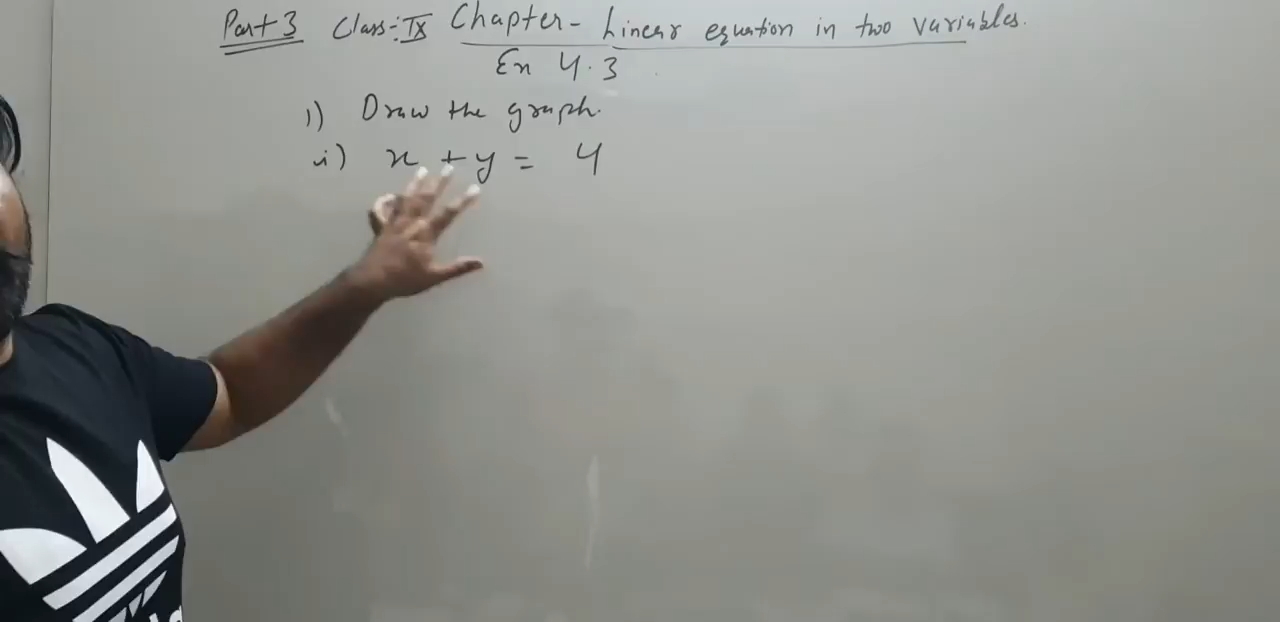 Part 3 Class:- IX Chapter - Linear equation in two variables.
Ex 4.3
1) Draw the graph.
i) x + y = 4